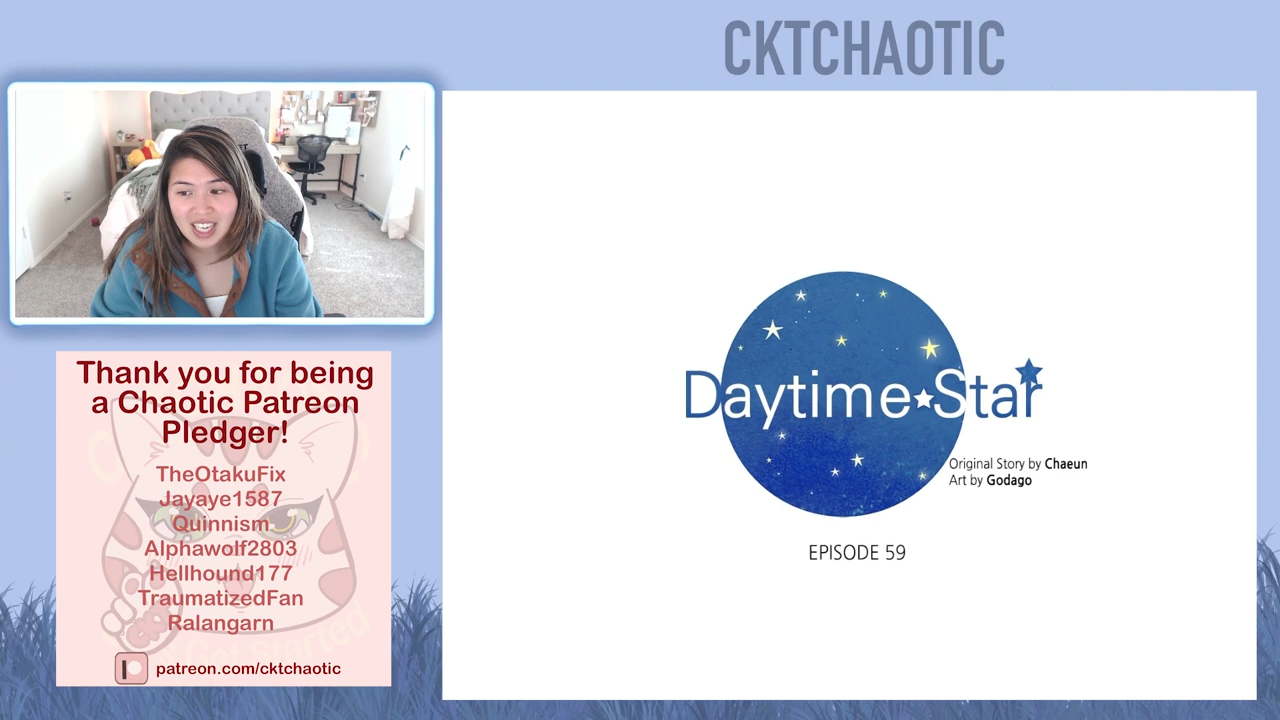 CKTCHAOTIC
Thank you for being
a Chaotic Patreon
Pledger!
TheOtakuFix
Jayaye1587
Quinnism
Alphawolf2803
Hellhound177
TraumatizedFan
Ralangarn
patreon.com/cktchaotic
Daytime Star
Original Story by Chaeun
Art by Godago
EPISODE 59